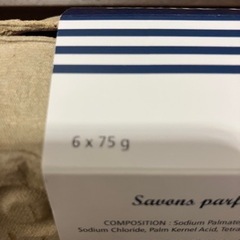 6 x 75 g
Savons parf
COMPOSITION : Sodium Palmate
Sodium Chloride, Palm Kernel Acid, Tetra